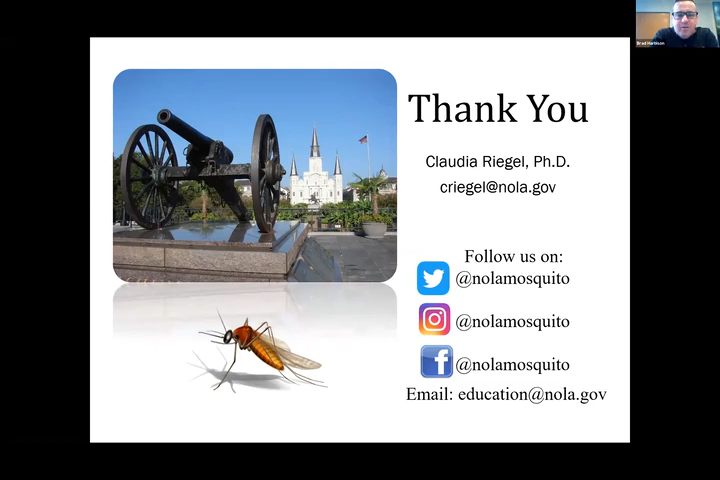 Brad Harbison
Thank You
Claudia Riegel, Ph.D.
criegel@nola.gov
Follow us on:
@nolamosquito
@nolamosquito
@nolamosquito
Email: education@nola.gov